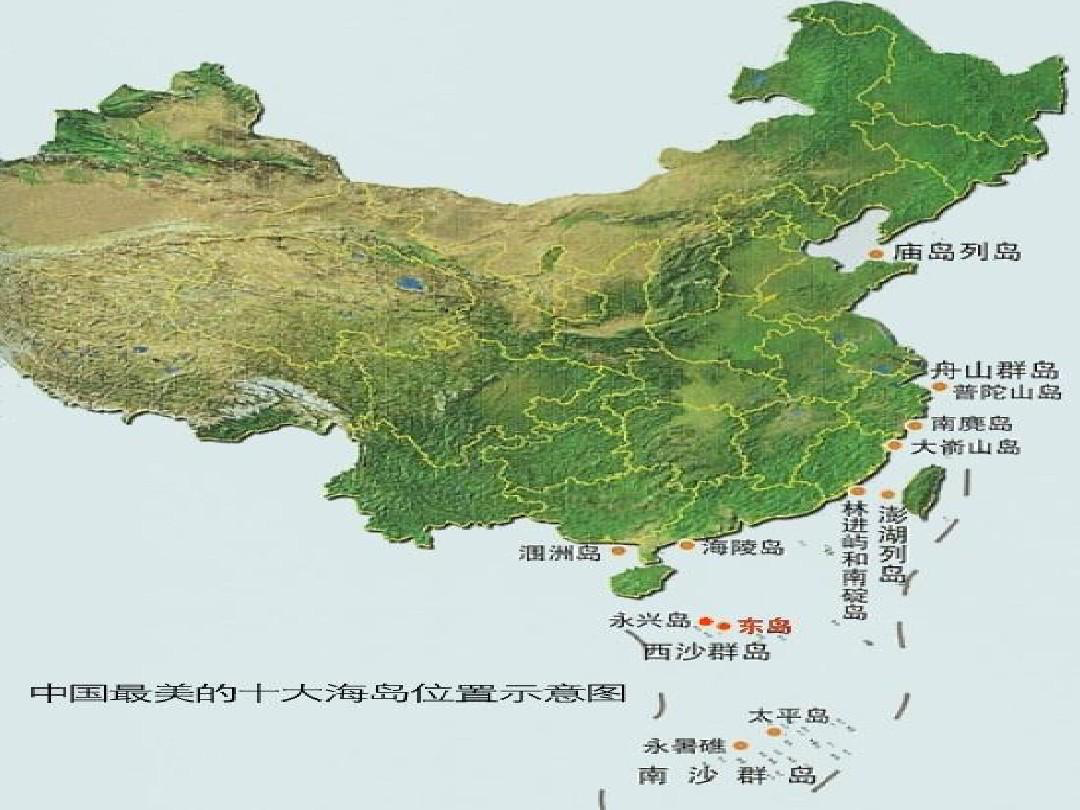 庙岛列岛
舟山群岛
普陀山岛
南麂岛
大嵛山岛
林进屿和南碇岛
澎湖列岛
涠洲岛
海陵岛
永兴岛
东岛
西沙群岛
中国最美的十大海岛位置示意图
太平岛
永暑礁
南沙群岛